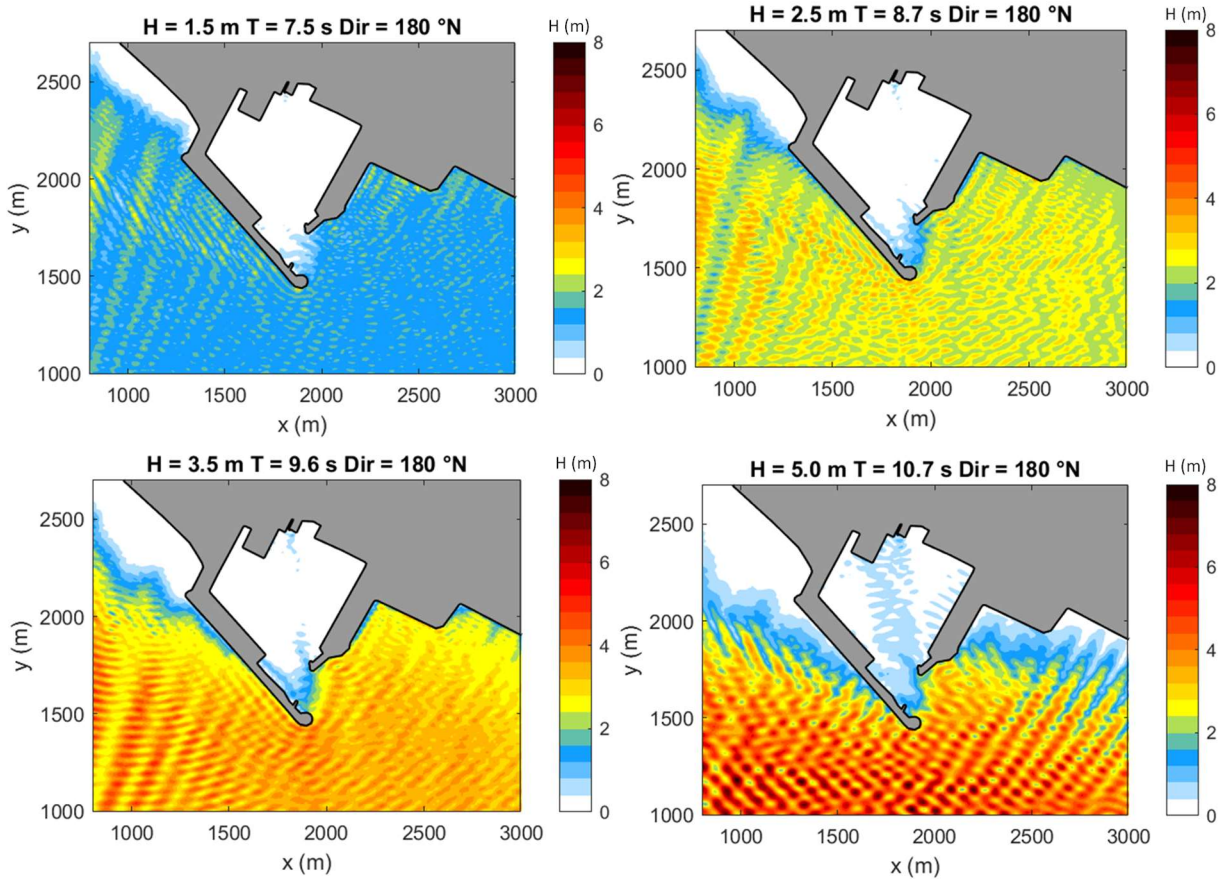 H = 1.5 m T = 7.5 s Dir = 180 °N
H (m)
2500
2000
1500
1000
y (m)
1000 1500 2000 2500 3000
x (m)
8
6
4
2
0
H = 2.5 m T = 8.7 s Dir = 180 °N
H (m)
2500
2000
1500
1000
y (m)
1000 1500 2000 2500 3000
x (m)
8
6
4
2
0
H = 3.5 m T = 9.6 s Dir = 180 °N
H (m)
2500
2000
1500
1000
y (m)
1000 1500 2000 2500 3000
x (m)
8
6
4
2
0
H = 5.0 m T = 10.7 s Dir = 180 °N
H (m)
2500
2000
1500
1000
y (m)
1000 1500 2000 2500 3000
x (m)
8
6
4
2
0